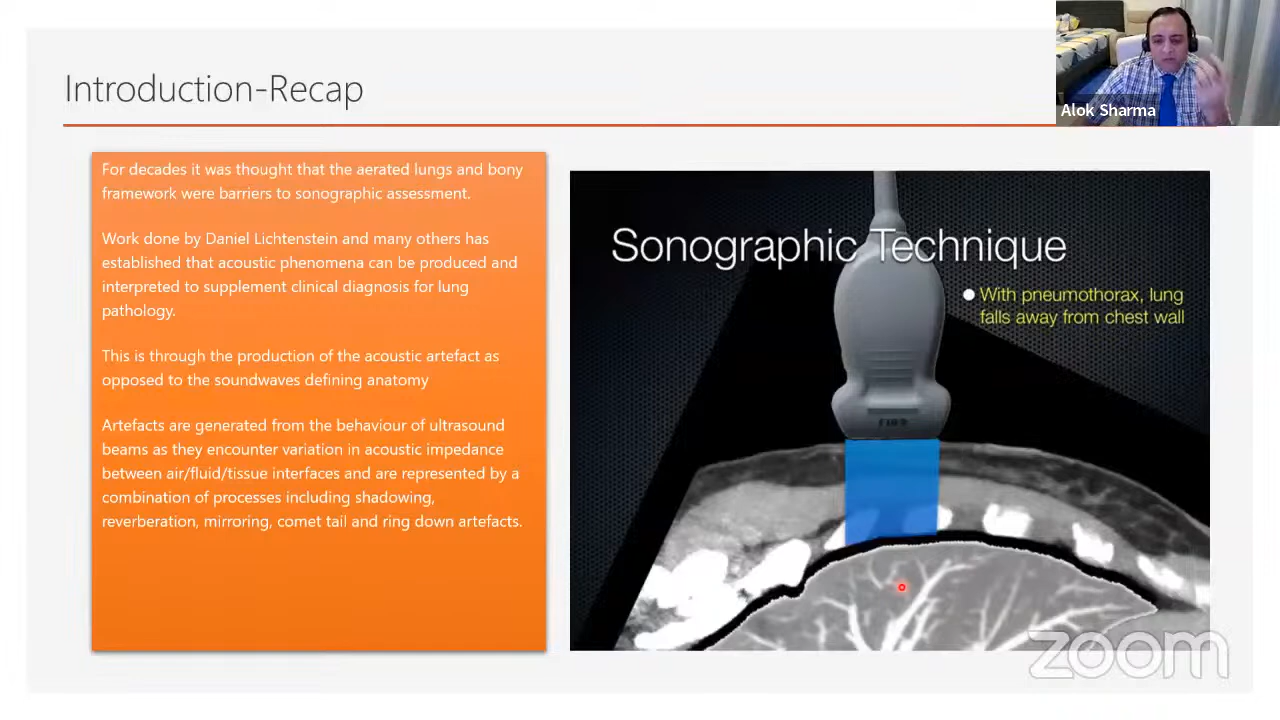 Introduction-Recap
Alok Sharma
For decades it was thought that the aerated lungs and bony
framework were barriers to sonographic assessment.
Work done by Daniel Lichtenstein and many others has
established that acoustic phenomena can be produced and
interpreted to supplement clinical diagnosis for lung
pathology.
This is through the production of the acoustic artefact as
opposed to the soundwaves defining anatomy
Artefacts are generated from the behaviour of ultrasound
beams as they encounter variation in acoustic impedance
between air/fluid/tissue interfaces and are represented by a
combination of processes including shadowing,
reverberation, mirroring, comet tail and ring down artefacts.
Sonographic Technique
With pneumothorax, lung
falls away from chest wall
zoom